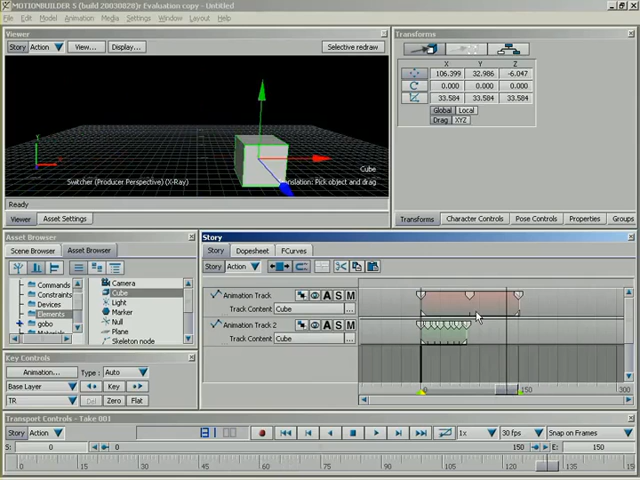 MOTIONBUILDER 5 (build 20030828)r Evaluation copy - Untitled
File Edit Model Animation Media Settings Window Layout Help
Viewer
Story Action View... Display... Selective redraw
Y
X
Cube
Switcher (Producer Perspective) (X-Ray) Translation: Pick object and drag
Ready
Viewer Asset Settings
Transforms
X Y Z
106.399 32.986 -6.047
0.000 0.000 0.000
33.584 33.584 33.584
Global Local
Drag XYZ
Transforms Character Controls Pose Controls Properties Groups
Asset Browser
Scene Browser Asset Browser
Commands
Constraints
Devices
Elements
gobo
Materials
Camera
Cube
Light
Marker
Null
Plane
Skeleton node
Key Controls
Animation... Type : Auto
Base Layer Key
TR Del Zero Flat
Story
Story Dopesheet FCurves
Story Action
Animation Track A S M
Track Content Cube ...
Animation Track 2 A S M
Track Content Cube ...
0 150 300
Transport Controls - Take 001
Story Action 1x 30 fps Snap on Frames
S: 0 0 150 E: 150
0 15 30 45 60 75 90 105 120 135 15